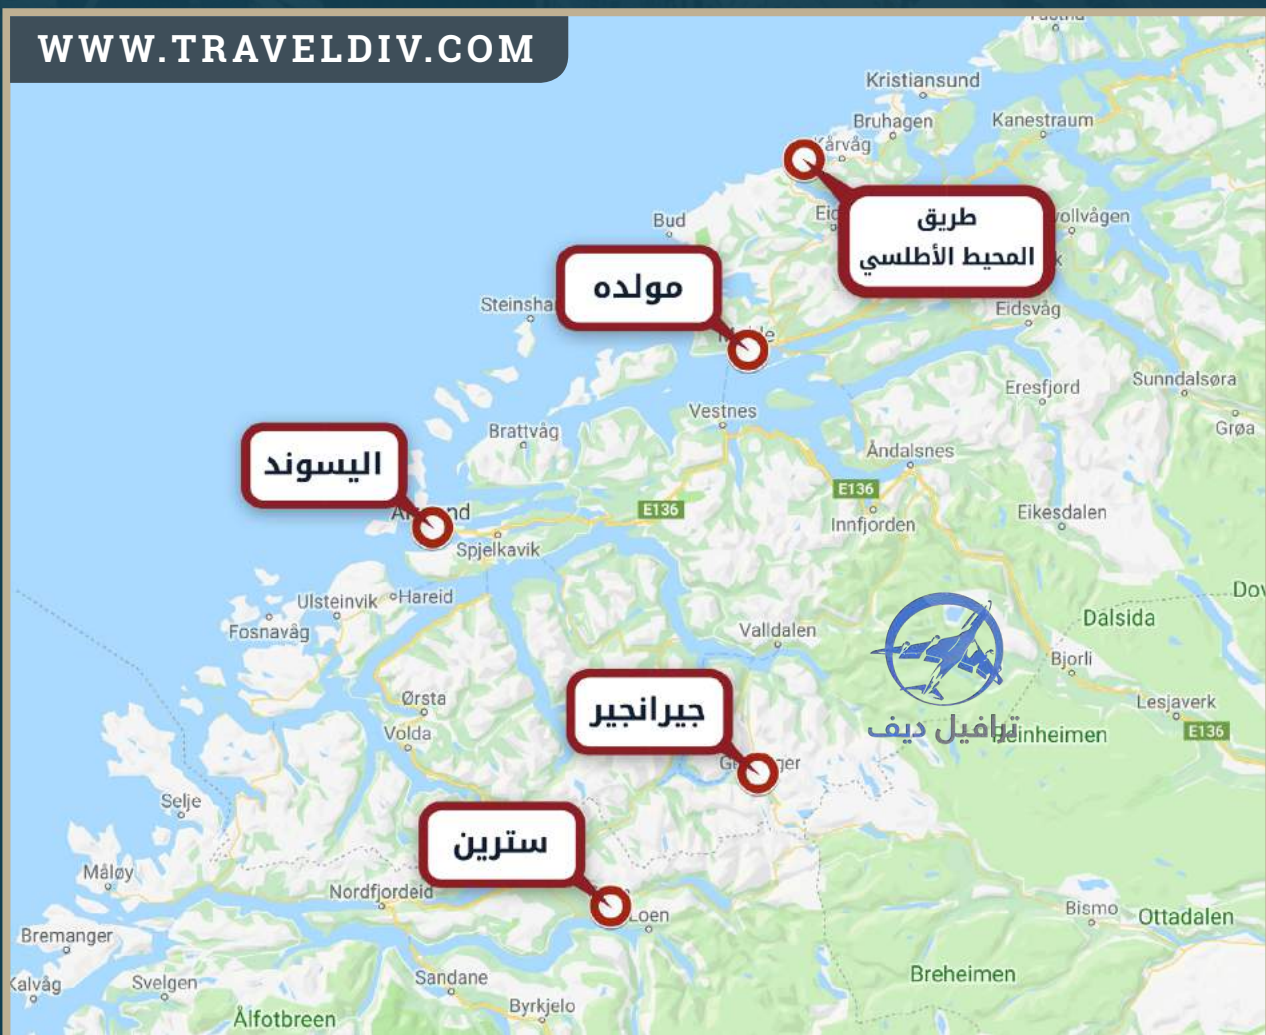 WWW.TRAVELDIV.COM
Kristiansund
Bruhagen
Kanestraum
Kårvåg
طريق
المحيط الأطلسي
Bud
مولده
Steinsha
Eidsvåg
Eresfjord
Sunndalsøra
Vestnes
Grøa
Brattvåg
Åndalsnes
اليسوند
E136
E136
Innfjorden
Eikesdalen
Spjelkavik
Ulsteinvik
Hareid
Fosnavåg
Valldalen
Dalsida
Bjorli
Ørsta
جيرانجير
Lesjaverk
Volda
ترافيل ديف
E136
Selje
سترين
Måløy
Nordfjordeid
Loen
Bismo
Ottadalen
Bremanger
Kalvåg
Svelgen
Sandane
Breheimen
Byrkjelo
Ålfotbreen